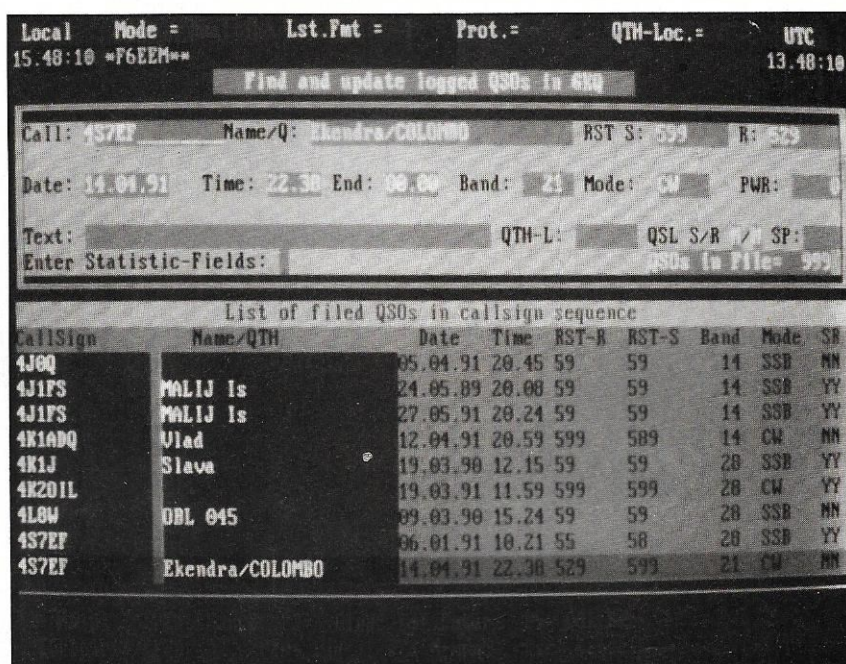 Local Mode = Lst.Fmt = Prot.= QTH-Loc.= UTC
15.48:10 *F6EEM** 13.48:10
Find and update logged QSOs in 6KQ
Call: 4S7EF Name/Q: Ekendra/COLOMBO RST S: 599 R: 529
Date: 14.04.91 Time: 22.38 End: 00.00 Band: 21 Mode: CW PWR: 0
Text: QTH-L: QSL S/R N/N SP:
Enter Statistic-Fields: QSOs in File= 999
List of filed QSOs in callsign sequence
CallSign Name/QTH Date Time RST-R RST-S Band Mode SR
4J0Q 05.04.91 20.45 59 59 14 SSB NN
4J1FS MALIJ Is 24.05.89 20.08 59 59 14 SSB YY
4J1FS MALIJ Is 27.05.91 20.24 59 59 14 SSB YY
4K1ADQ Vlad 12.04.91 20.59 599 589 14 CW NN
4K1J Slava 19.03.90 12.15 59 59 28 SSB YY
4K2OIL 19.03.91 11.59 599 599 28 CW YY
4L8W OBL 045 09.03.90 15.24 59 59 28 SSB NN
4S7EF 06.01.91 10.21 55 58 28 SSB YY
4S7EF Ekendra/COLOMBO 14.04.91 22.38 529 599 21 CW NN